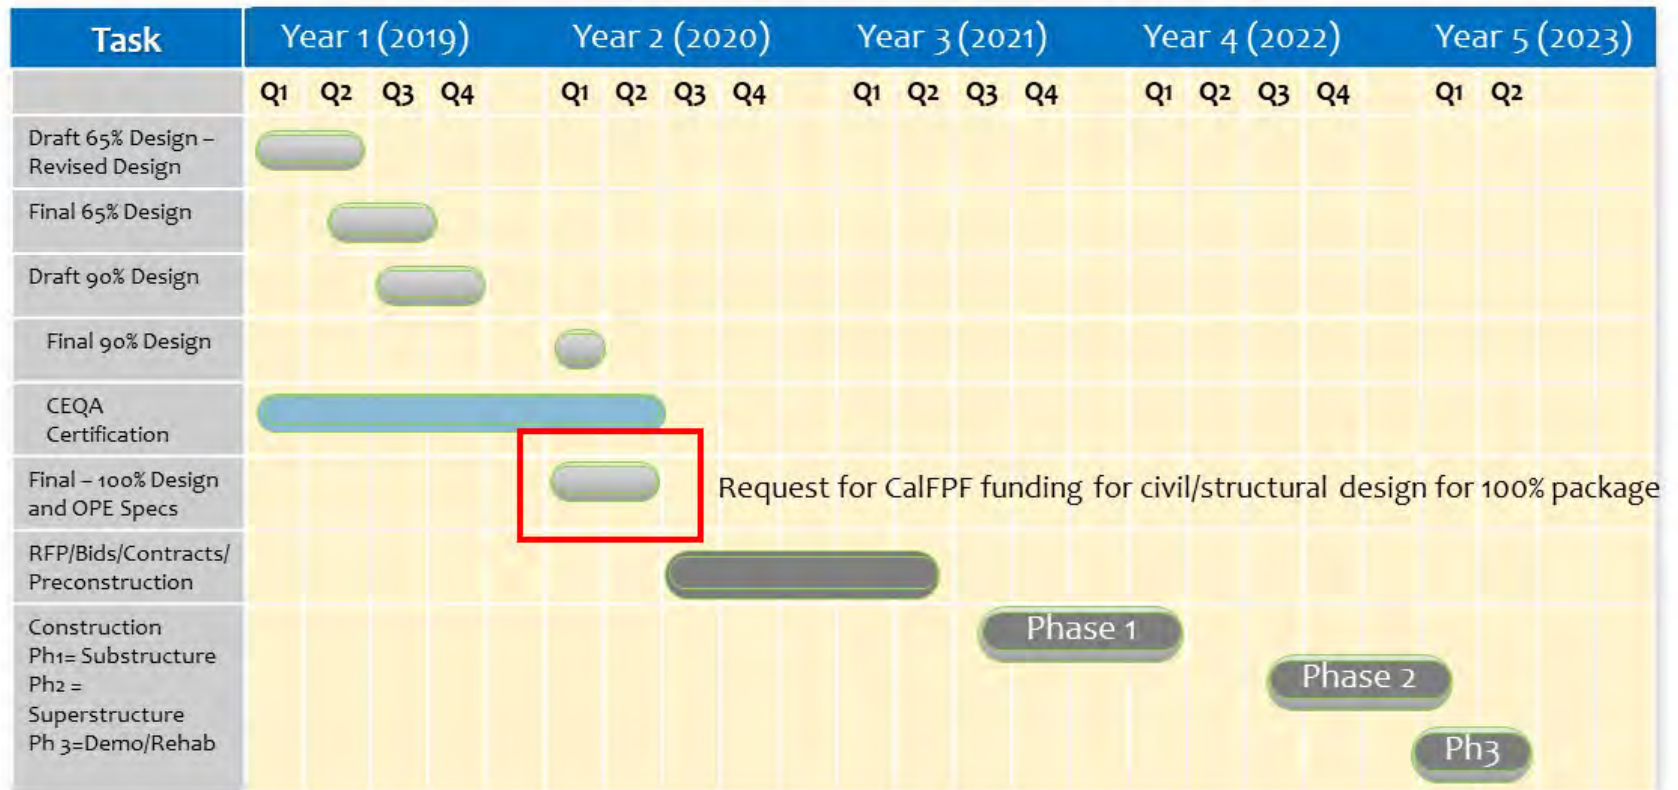 Task Year 1 (2019) Year 2 (2020) Year 3 (2021) Year 4 (2022) Year 5 (2023)
Q1 Q2 Q3 Q4 Q1 Q2 Q3 Q4 Q1 Q2 Q3 Q4 Q1 Q2 Q3 Q4 Q1 Q2
Draft 65% Design –
Revised Design
Final 65% Design
Draft 90% Design
Final 90% Design
CEQA
Certification
Final – 100% Design
and OPE Specs
Request for CalFPF funding for civil/structural design for 100% package
RFP/Bids/Contracts/
Preconstruction
Construction
Ph1= Substructure
Ph2 =
Superstructure
Ph 3=Demo/Rehab
Phase 1
Phase 2
Ph3